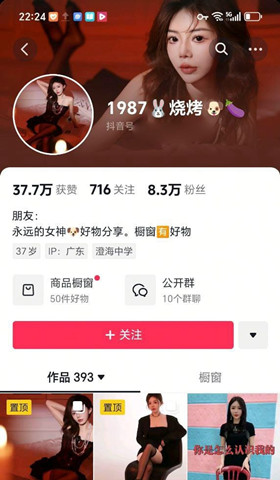 22:24
5G
1987🐰烧烤🐶🍆
抖音号
37.7万 获赞 716 关注 8.3万 粉丝
朋友：
永远的女神🐶好物分享。橱窗🈶好物
37岁 IP：广东 澄海中学
商品橱窗
50件好物
公开群
10个群聊
+ 关注
作品 393 橱窗
置顶 置顶
你是怎么认识我的